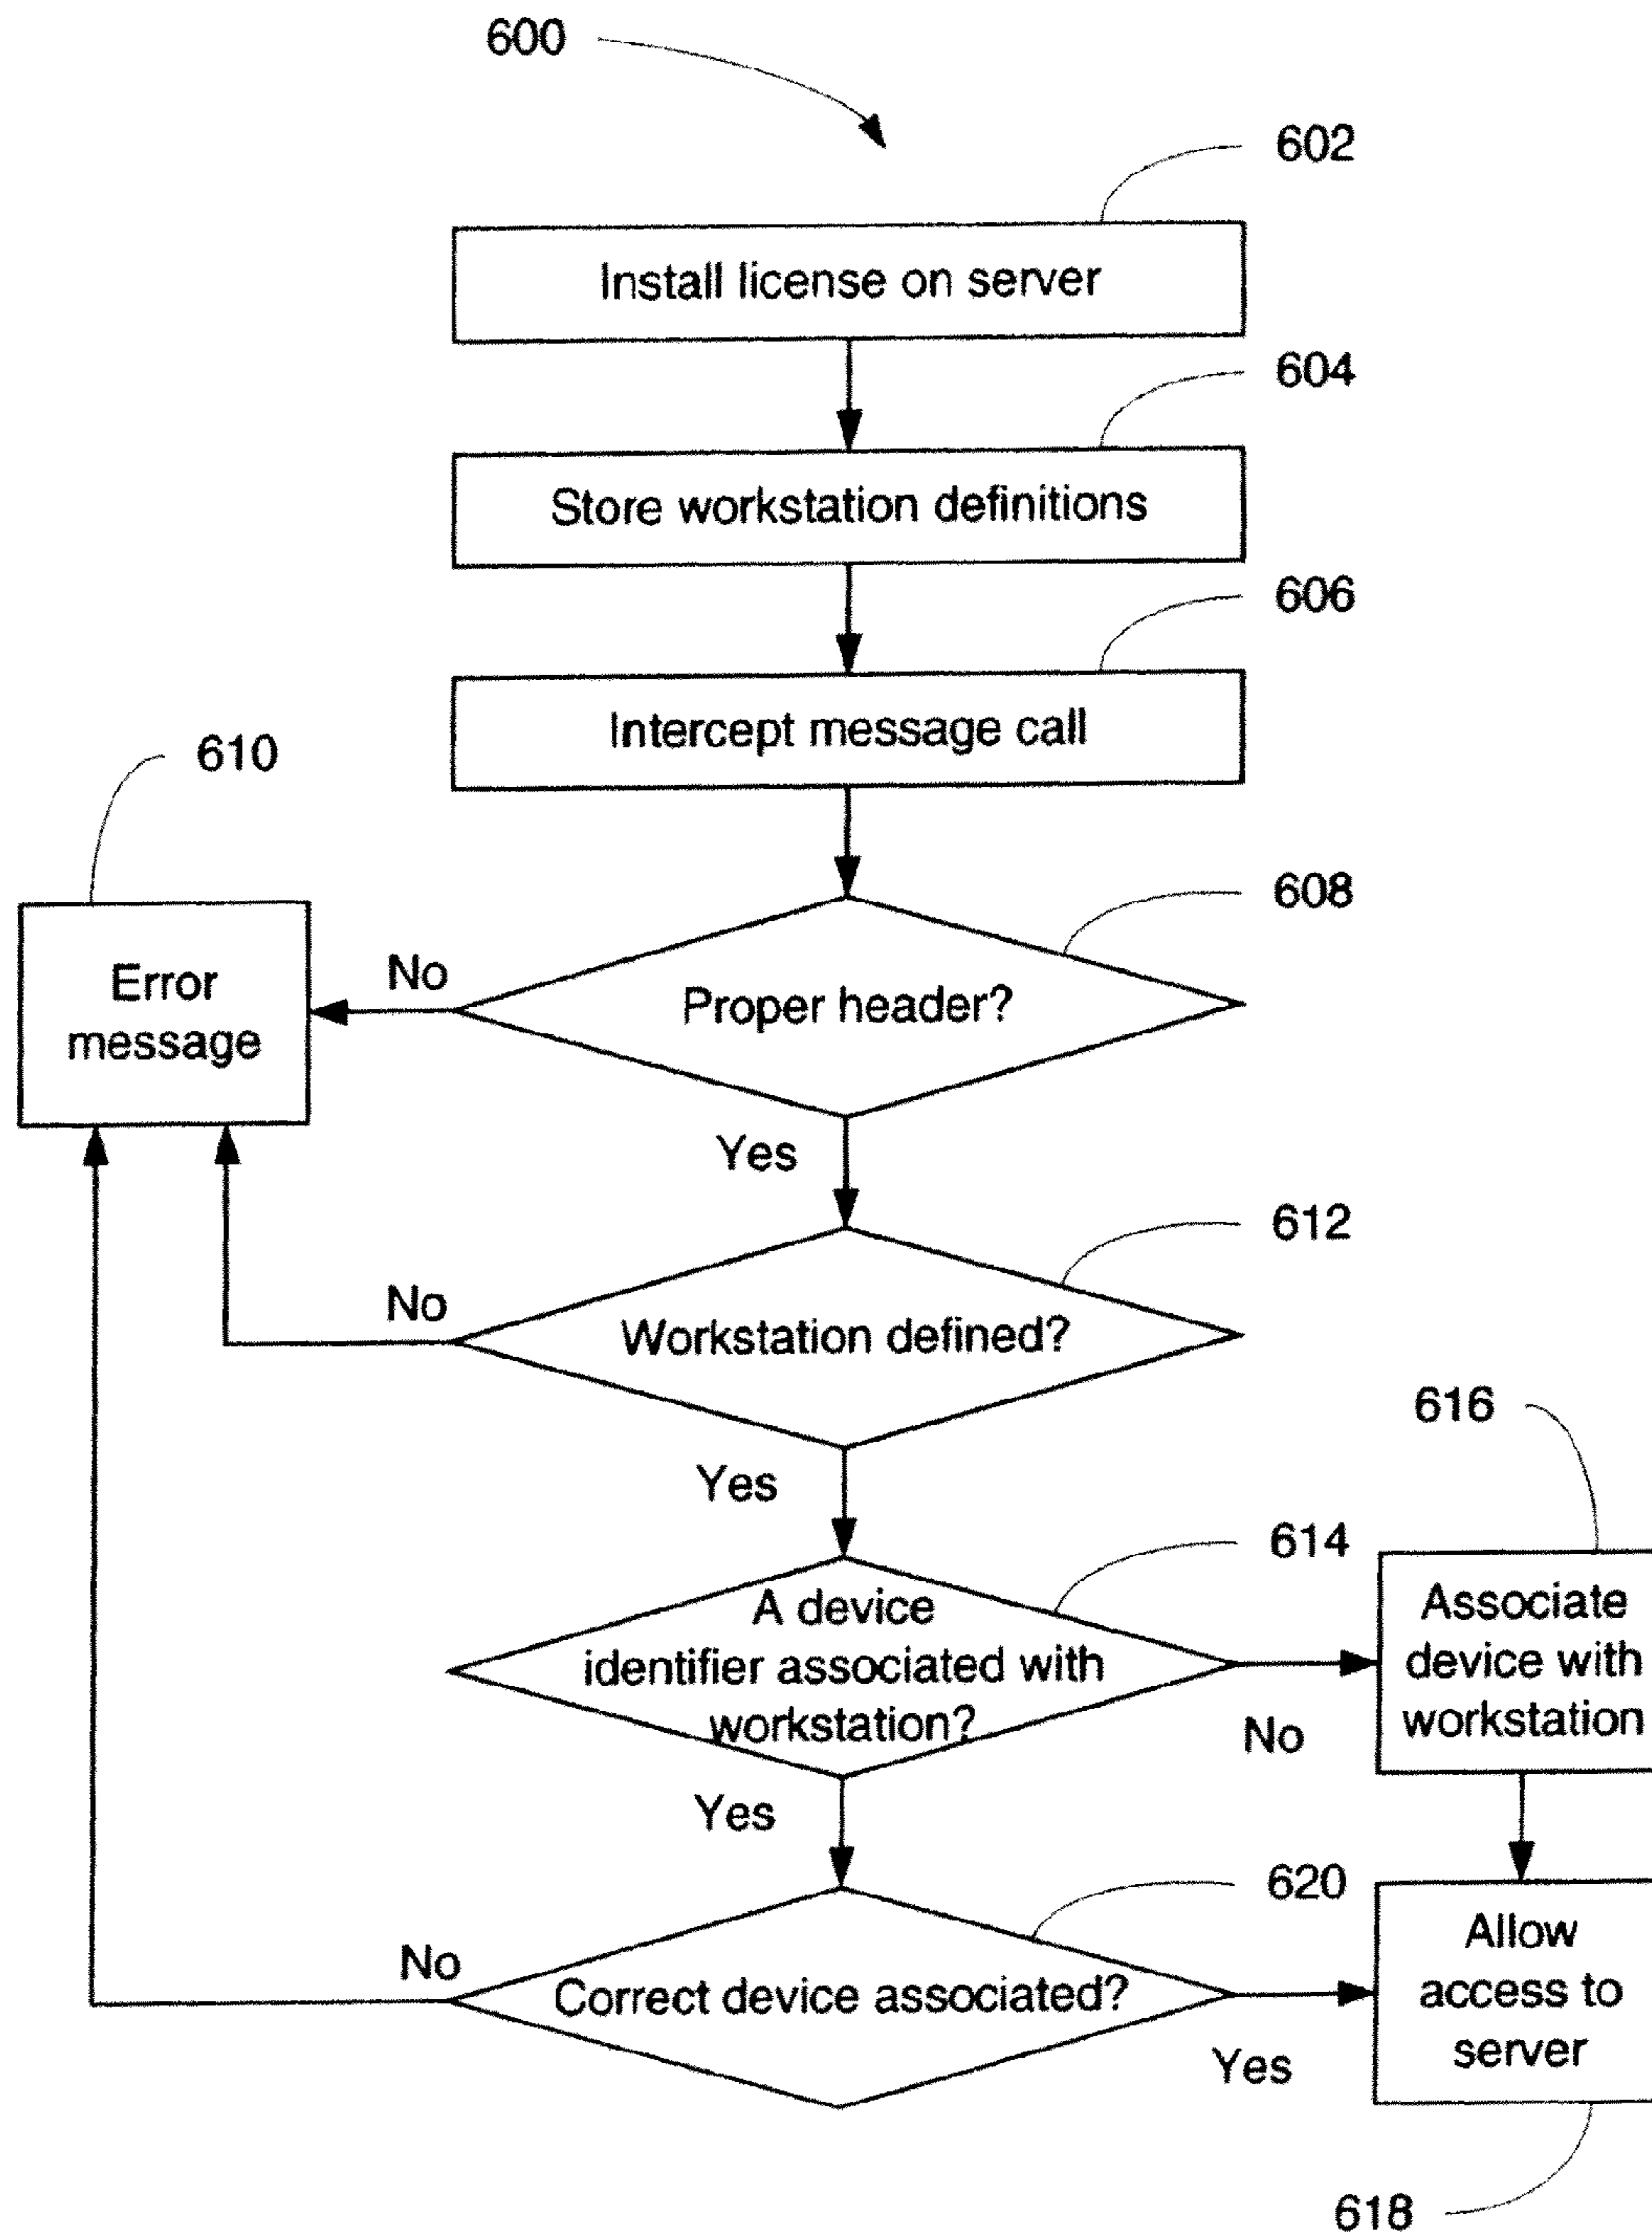 600
602
Install license on server
604
Store workstation definitions
606
Intercept message call
610
608
Error
message
No
Proper header?
Yes
612
No
Workstation defined?
616
Yes
614
A device
identifier associated with
workstation?
Associate
device with
workstation
No
Yes
620
No
Correct device associated?
Allow
access to
server
Yes
618